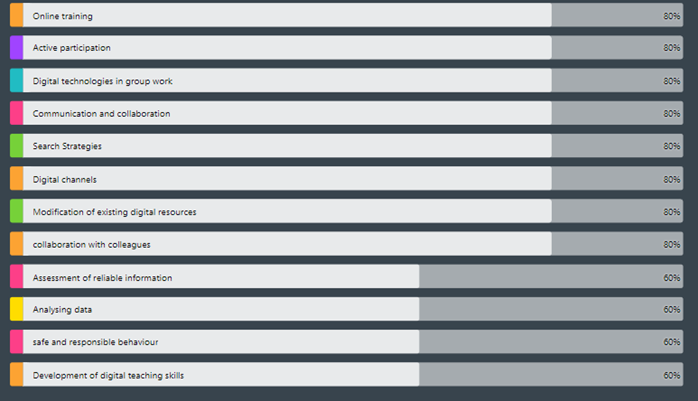 Online training 80%
Active participation 80%
Digital technologies in group work 80%
Communication and collaboration 80%
Search Strategies 80%
Digital channels 80%
Modification of existing digital resources 80%
collaboration with colleagues 80%
Assessment of reliable information 60%
Analysing data 60%
safe and responsible behaviour 60%
Development of digital teaching skills 60%